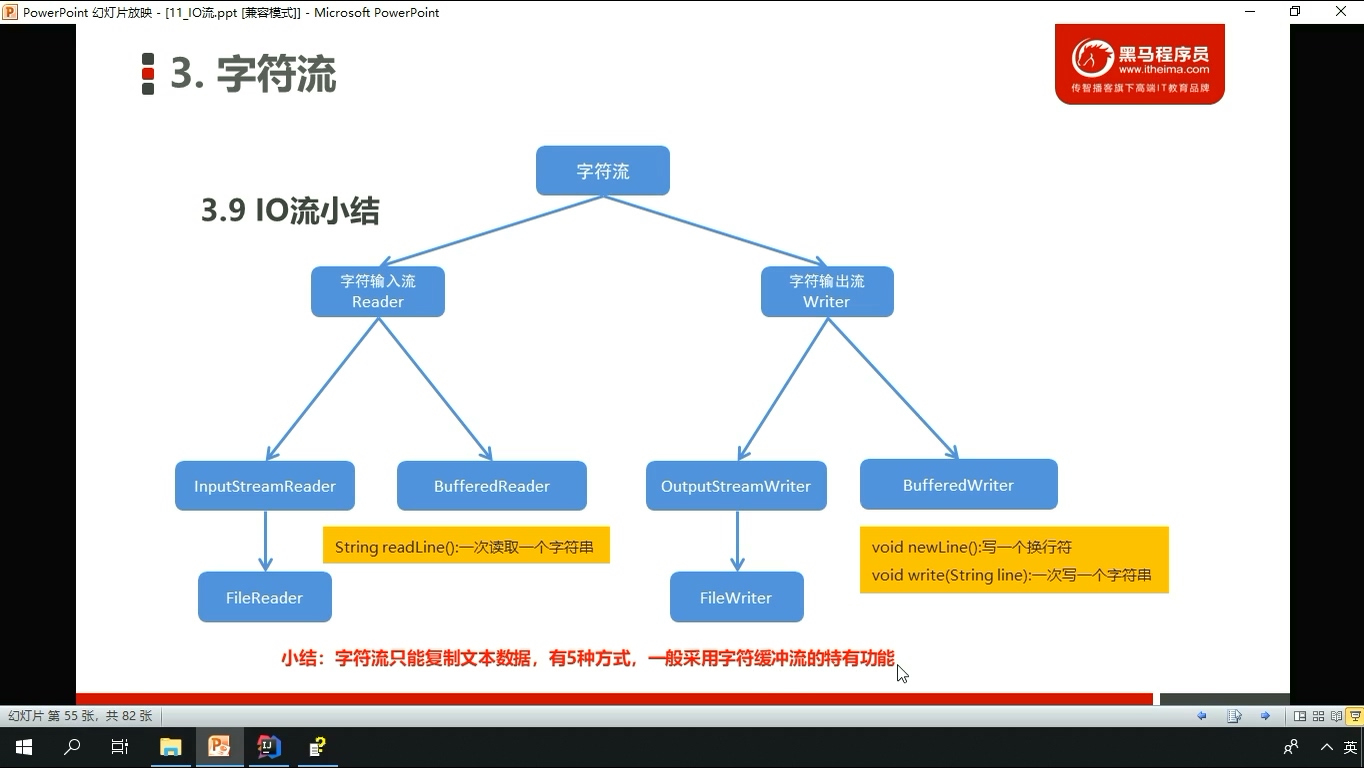 PowerPoint 幻灯片放映 - [11_IO流.ppt [兼容模式]] - Microsoft PowerPoint
3. 字符流
黑马程序员
www.itheima.com
传智播客旗下高端IT教育品牌
字符流
3.9 IO流小结
字符输入流
Reader
字符输出流
Writer
InputStreamReader
BufferedReader
OutputStreamWriter
BufferedWriter
String readLine():一次读取一个字符串
void newLine():写一个换行符
void write(String line):一次写一个字符串
FileReader
FileWriter
小结：字符流只能复制文本数据，有5种方式，一般采用字符缓冲流的特有功能
幻灯片 第 55 张，共 82 张
英